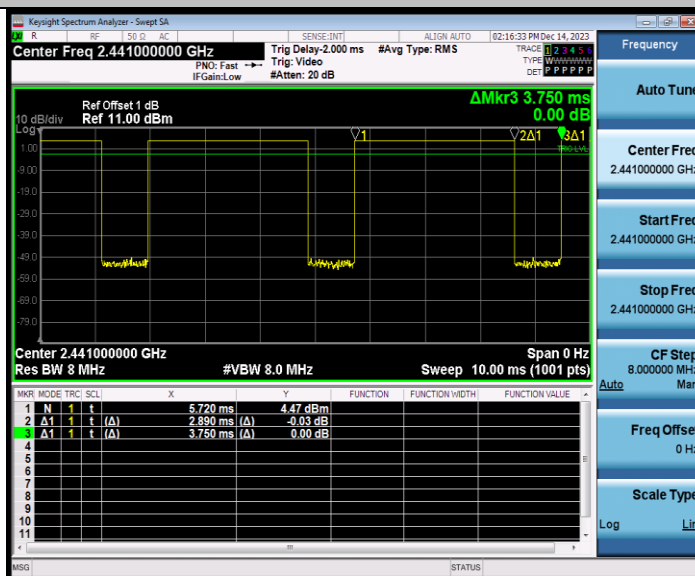 Keysight Spectrum Analyzer - Swept SA
R RF 50 Ω AC SENSE:INT ALIGN AUTO 02:16:33 PM Dec 14, 2023
Center Freq 2.441000000 GHz Trig Delay-2.000 ms #Avg Type: RMS TRACE 1 2 3 4 5 6
PNO: Fast Trig: Video TYPE WWWWWW
IFGain:Low #Atten: 20 dB DET P P P P P P
Frequency
Ref Offset 1 dB ΔMkr3 3.750 ms
10 dB/div Ref 11.00 dBm 0.00 dB
Log
1 2Δ1 3Δ1
TRIG LVL
1.00
-9.00
-19.0
-29.0
-39.0
-49.0
-59.0
-69.0
-79.0
Center 2.441000000 GHz Span 0 Hz
Res BW 8 MHz #VBW 8.0 MHz Sweep 10.00 ms (1001 pts)
MKR MODE TRC SCL X Y FUNCTION FUNCTION WIDTH FUNCTION VALUE
1 N 1 t 5.720 ms 4.47 dBm
2 Δ1 1 t (Δ) 2.890 ms (Δ) -0.03 dB
3 Δ1 1 t (Δ) 3.750 ms (Δ) 0.00 dB
4
5
6
7
8
9
10
11
MSG STATUS
Auto Tune
Center Freq
2.441000000 GHz
Start Freq
2.441000000 GHz
Stop Freq
2.441000000 GHz
CF Step
8.000000 MHz
Auto Man
Freq Offset
0 Hz
Scale Type
Log Lin